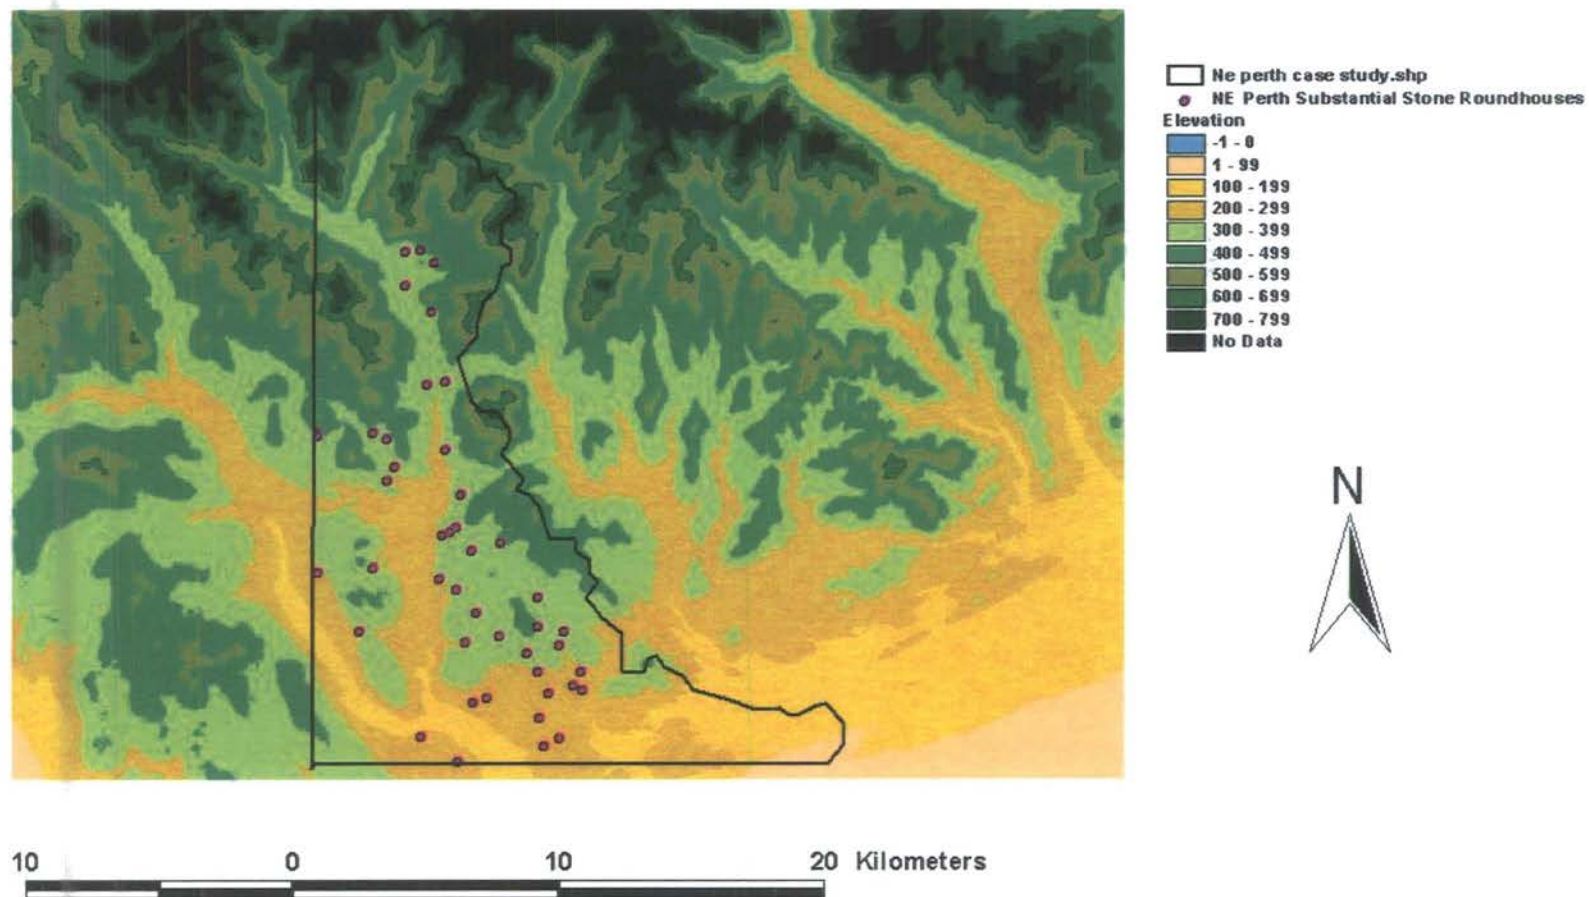 Ne perth case study.shp
NE Perth Substantial Stone Roundhouses
Elevation
-1 - 0
1 - 99
100 - 199
200 - 299
300 - 399
400 - 499
500 - 599
600 - 699
700 - 799
No Data
N
10 0 10 20 Kilometers